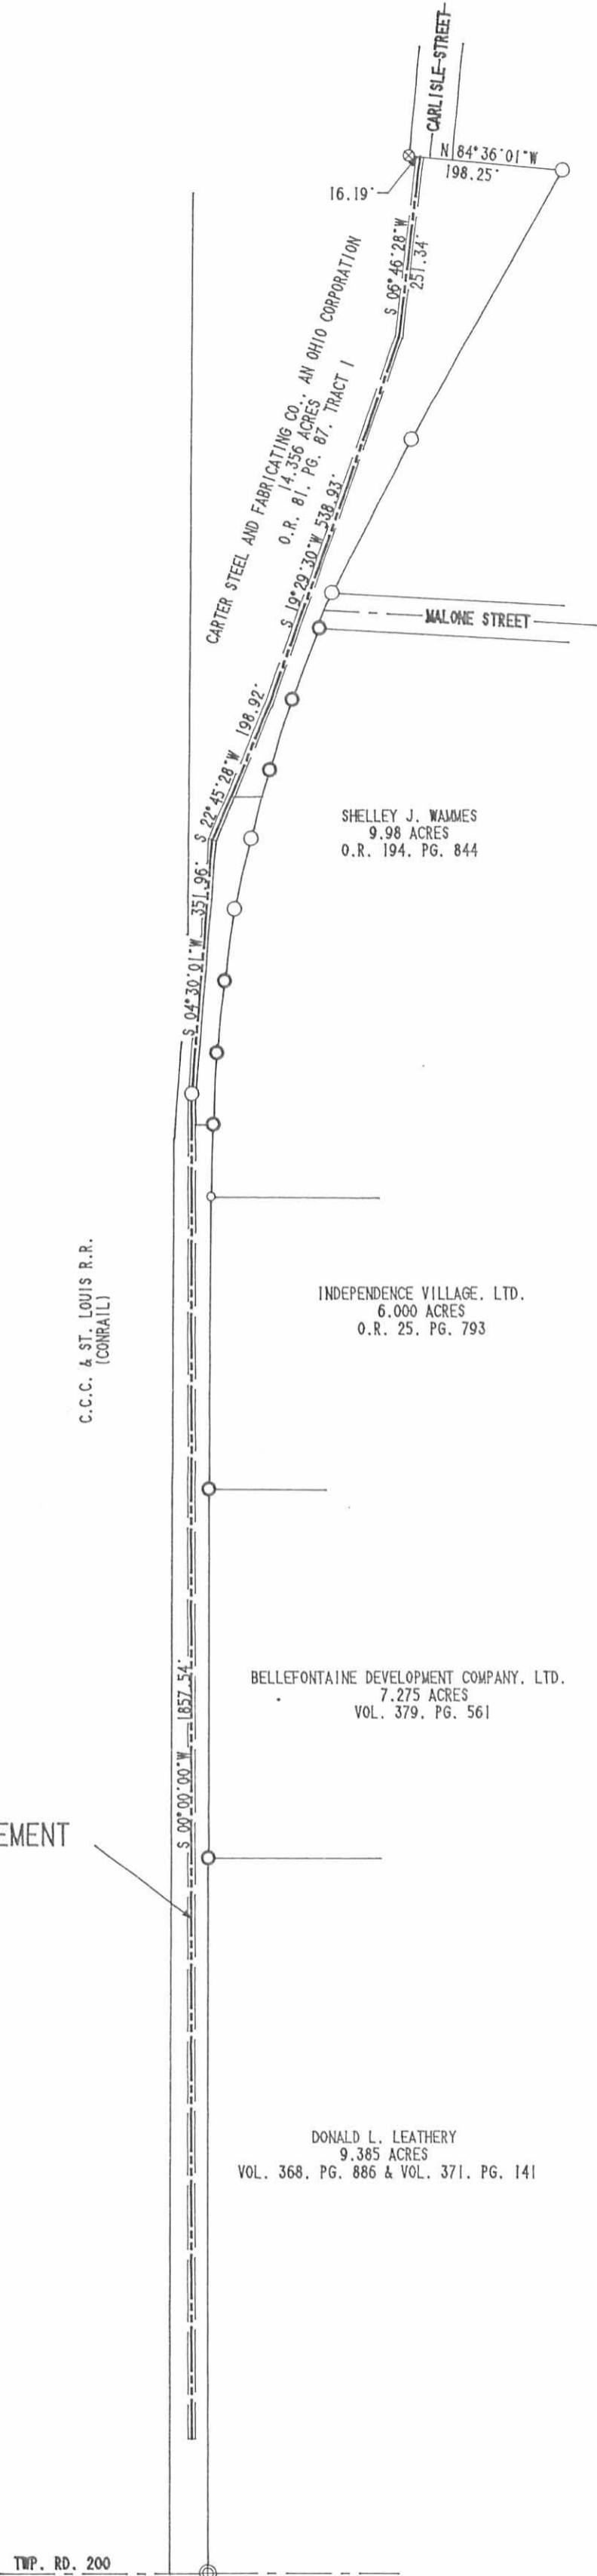 CARLISLE STREET
N 84°36'01"W
198.25'
16.19'
S 06°46'28"W
251.34'
CARTER STEEL AND FABRICATING CO., AN OHIO CORPORATION
14.356 ACRES
O.R. 81, PG. 87, TRACT I
S 19°29'30"W 538.93'
MALONE STREET
S 22°45'28"W 198.92'
SHELLEY J. WAMMES
9.98 ACRES
O.R. 194, PG. 844
S 04°30'01"W 351.96'
C.C.C. & ST. LOUIS R.R.
(CONRAIL)
INDEPENDENCE VILLAGE, LTD.
6.000 ACRES
O.R. 25, PG. 793
BELLEFONTAINE DEVELOPMENT COMPANY, LTD.
7.275 ACRES
VOL. 379, PG. 561
S 00°00'00"W 1857.54'
EMENT
DONALD L. LEATHERY
9.385 ACRES
VOL. 368, PG. 886 & VOL. 371, PG. 141
TWP. RD. 200